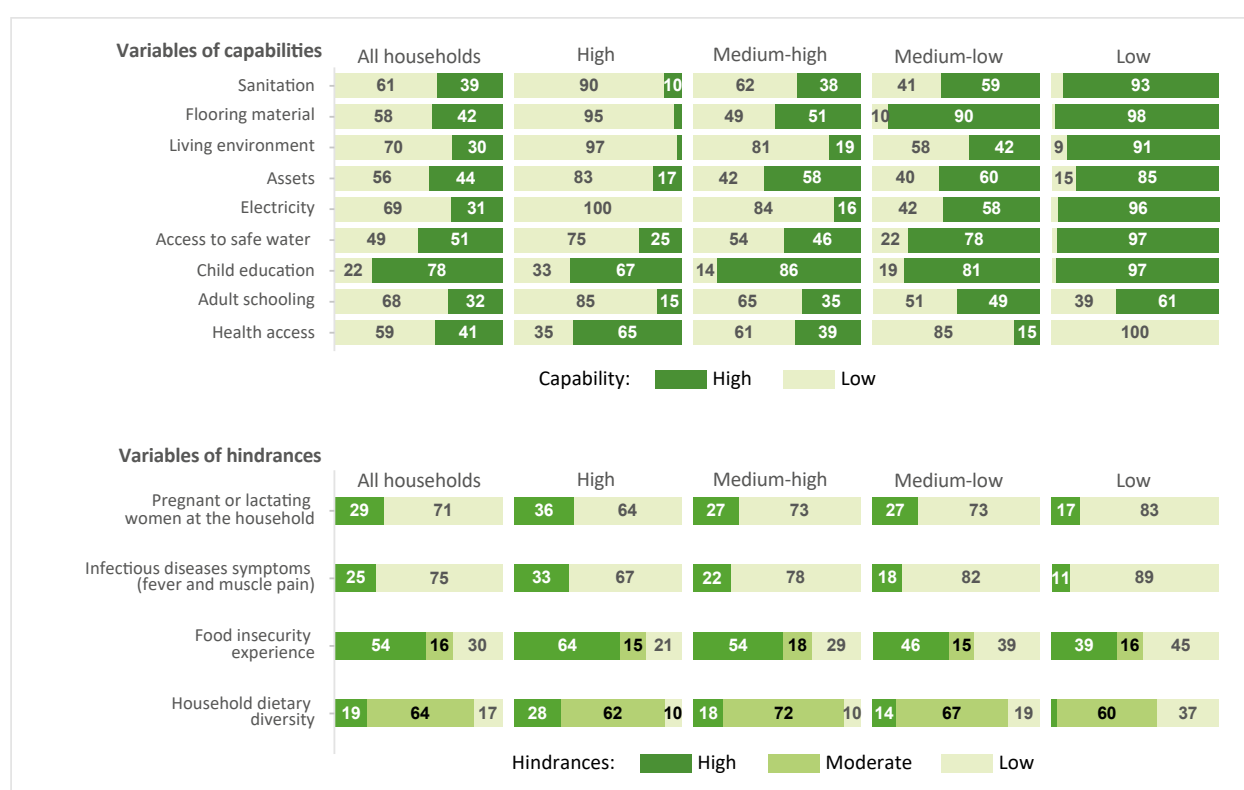 Variables of capabilities
All households High Medium-high Medium-low Low
Sanitation 61 39 90 10 62 38 41 59 93
Flooring material 58 42 95 49 51 10 90 98
Living environment 70 30 97 81 19 58 42 9 91
Assets 56 44 83 17 42 58 40 60 15 85
Electricity 69 31 100 84 16 42 58 96
Access to safe water 49 51 75 25 54 46 22 78 97
Child education 22 78 33 67 14 86 19 81 97
Adult schooling 68 32 85 15 65 35 51 49 39 61
Health access 59 41 35 65 61 39 85 15 100
Capability: High Low
Variables of hindrances
All households High Medium-high Medium-low Low
Pregnant or lactating
women at the household
29 71 36 64 27 73 27 73 17 83
Infectious diseases symptoms
(fever and muscle pain)
25 75 33 67 22 78 18 82 11 89
Food insecurity
experience
54 16 30 64 15 21 54 18 29 46 15 39 39 16 45
Household dietary
diversity
19 64 17 28 62 10 18 72 10 14 67 19 60 37
Hindrances: High Moderate Low